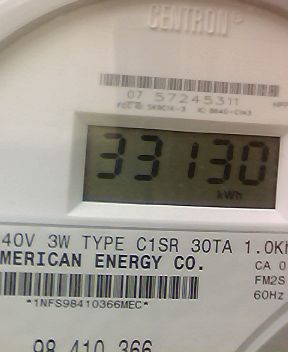 CENTRON®
07 57245311
33130
kWh
40V 3W TYPE C1SR 30TA 1.0K
MERICAN ENERGY CO.
CA 0
FM2S
60Hz
*1NFS98410366MEC*
98 410 366